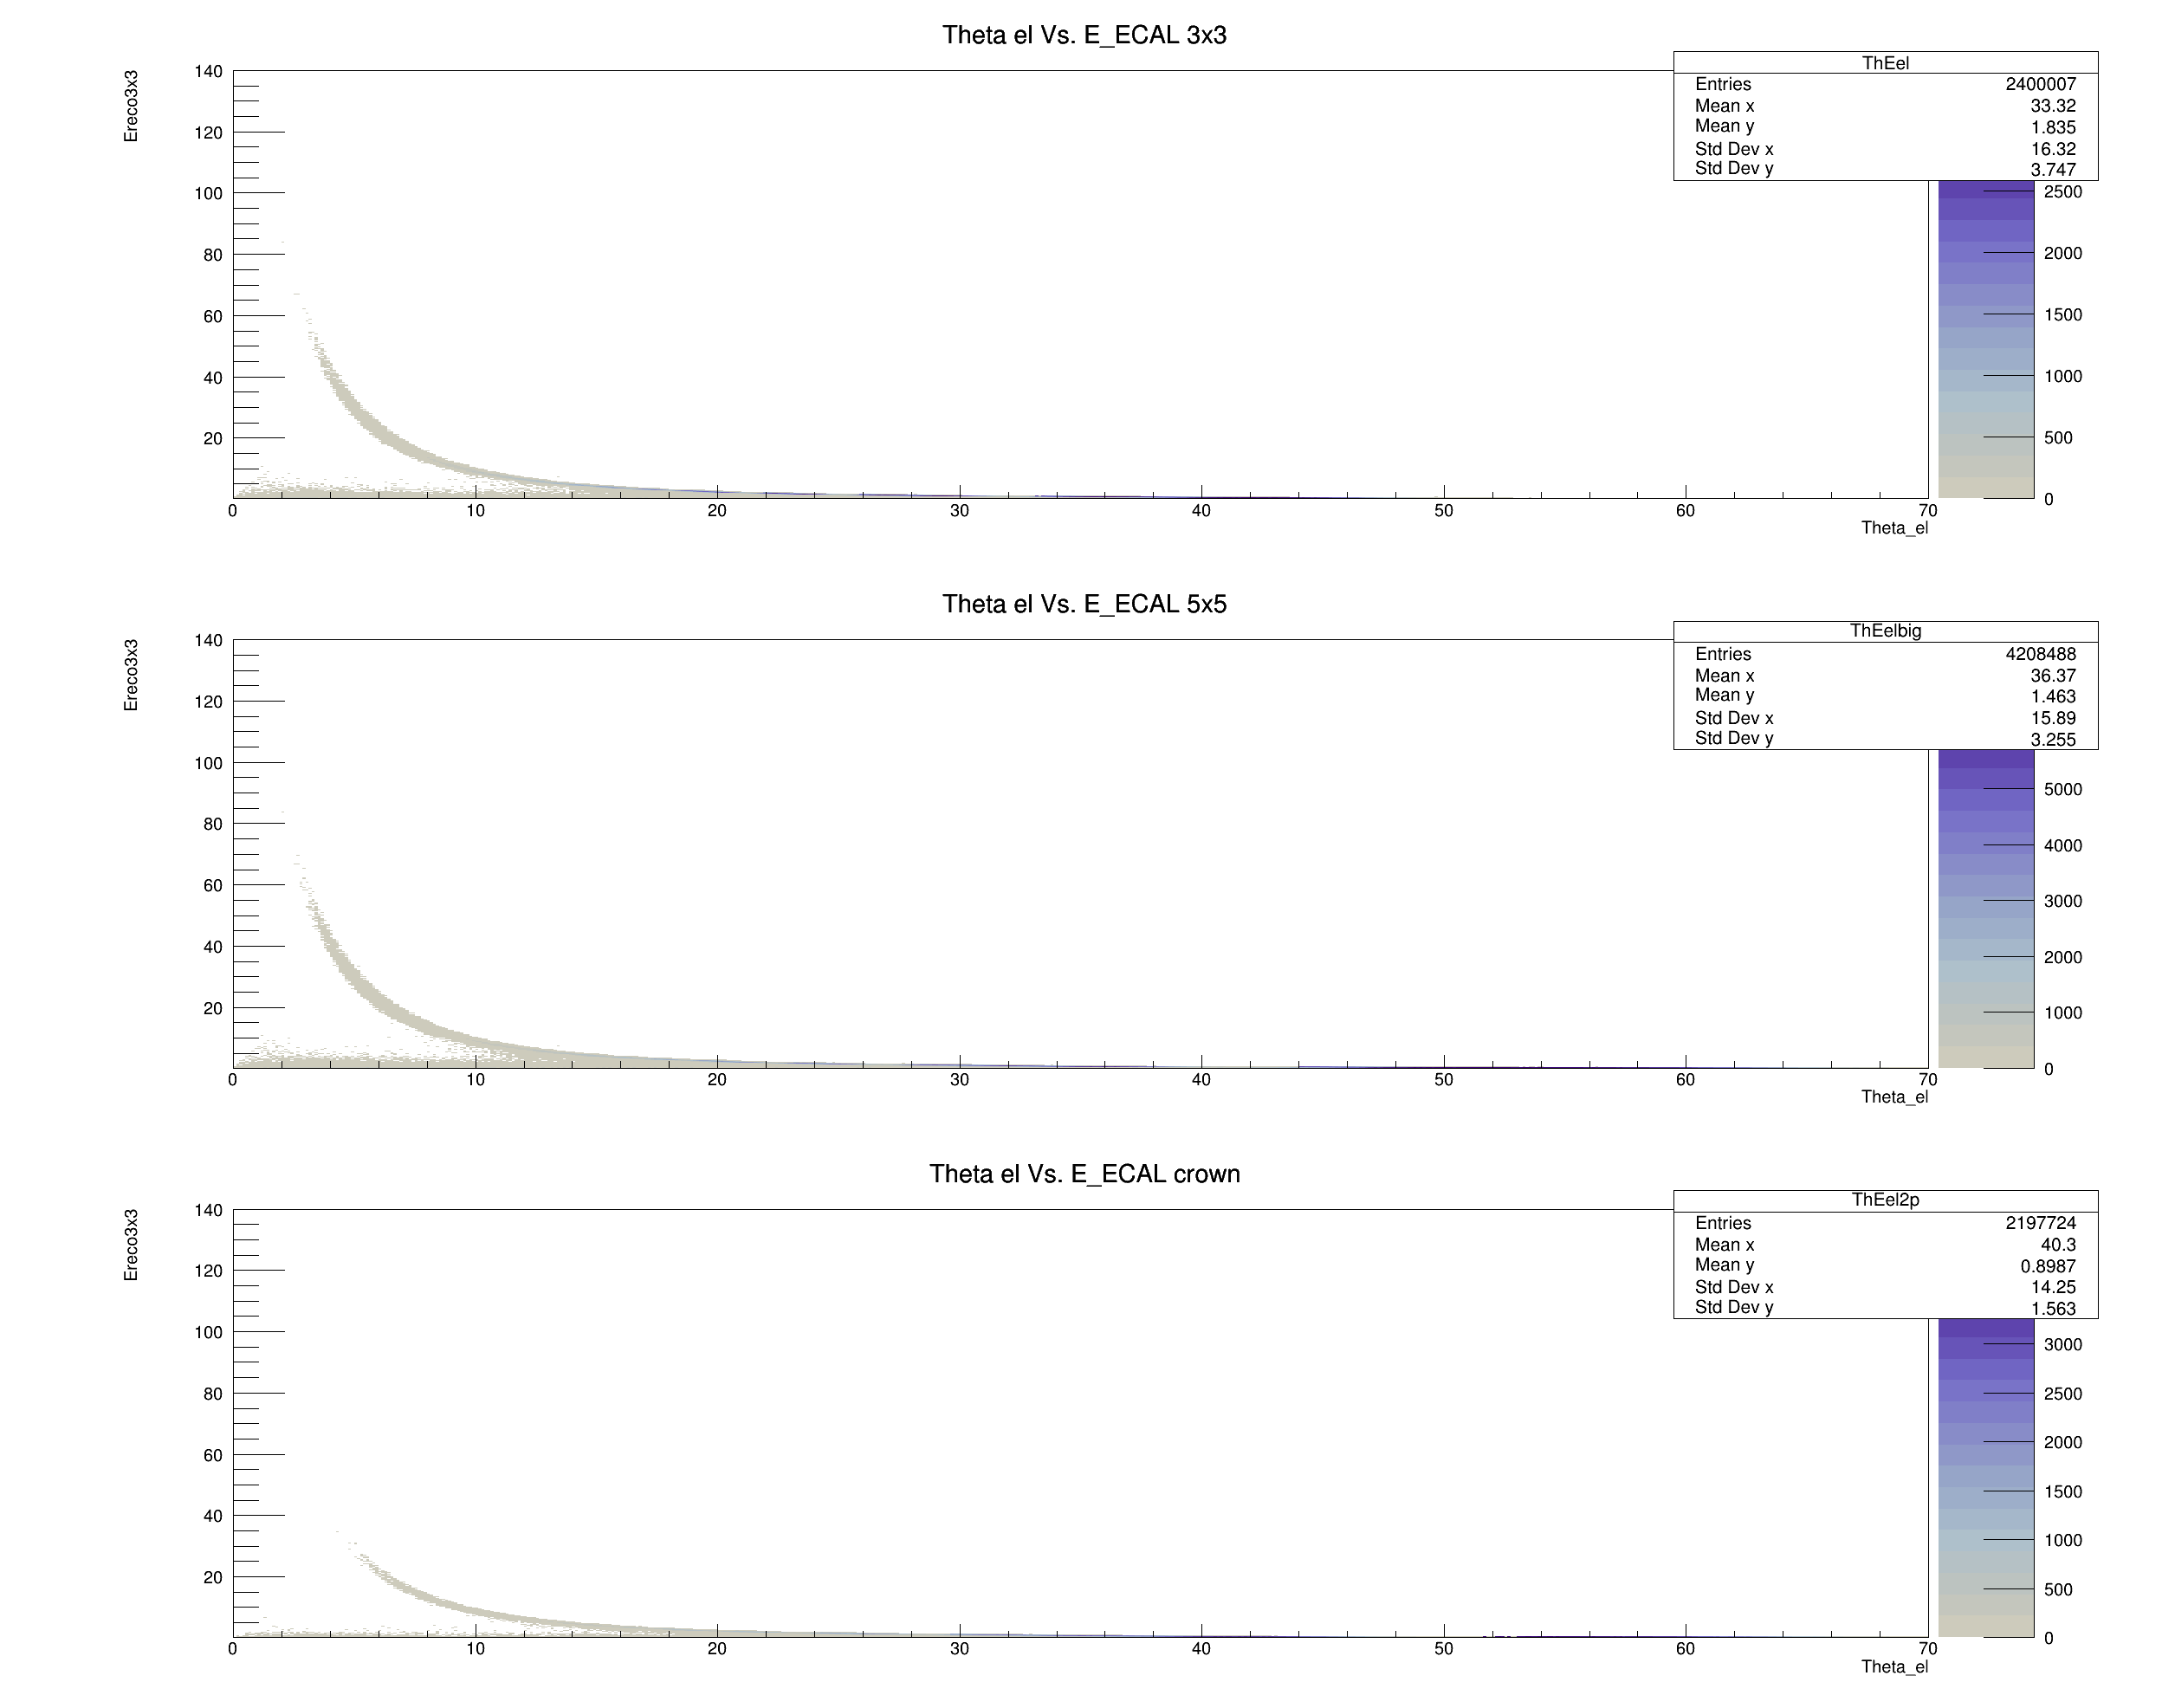 Theta el Vs. E_ECAL 3x3
Ereco3x3
140
120
100
80
60
40
20
0 10 20 30 40 50 60 70
Theta_el
ThEel
Entries 2400007
Mean x 33.32
Mean y 1.835
Std Dev x 16.32
Std Dev y 3.747
2500
2000
1500
1000
500
0
Theta el Vs. E_ECAL 5x5
Ereco3x3
140
120
100
80
60
40
20
0 10 20 30 40 50 60 70
Theta_el
ThEelbig
Entries 4208488
Mean x 36.37
Mean y 1.463
Std Dev x 15.89
Std Dev y 3.255
5000
4000
3000
2000
1000
0
Theta el Vs. E_ECAL crown
Ereco3x3
140
120
100
80
60
40
20
0 10 20 30 40 50 60 70
Theta_el
ThEel2p
Entries 2197724
Mean x 40.3
Mean y 0.8987
Std Dev x 14.25
Std Dev y 1.563
3000
2500
2000
1500
1000
500
0